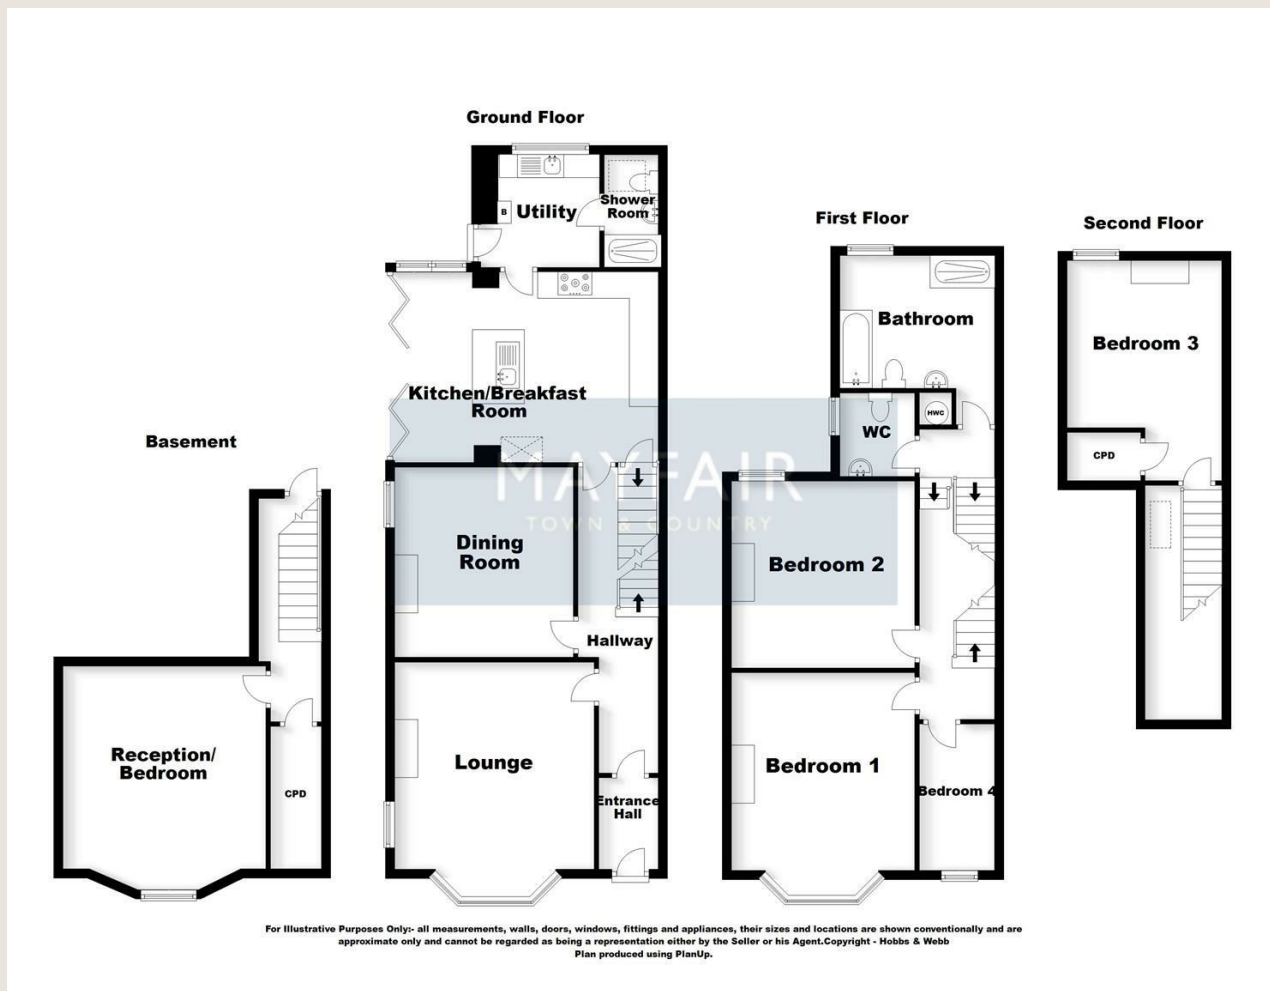 Ground Floor
Utility
B
Shower
Room
Kitchen/Breakfast
Room
Dining
Room
Hallway
Lounge
Entrance
Hall
First Floor
Bathroom
WC
HWC
Bedroom 2
Bedroom 1
Bedroom 4
Second Floor
Bedroom 3
CPD
Basement
Reception/
Bedroom
CPD
MAYFAIR
TOWN & COUNTRY
For Illustrative Purposes Only:- all measurements, walls, doors, windows, fittings and appliances, their sizes and locations are shown conventionally and are
approximate only and cannot be regarded as being a representation either by the Seller or his Agent.Copyright - Hobbs & Webb
Plan produced using PlanUp.